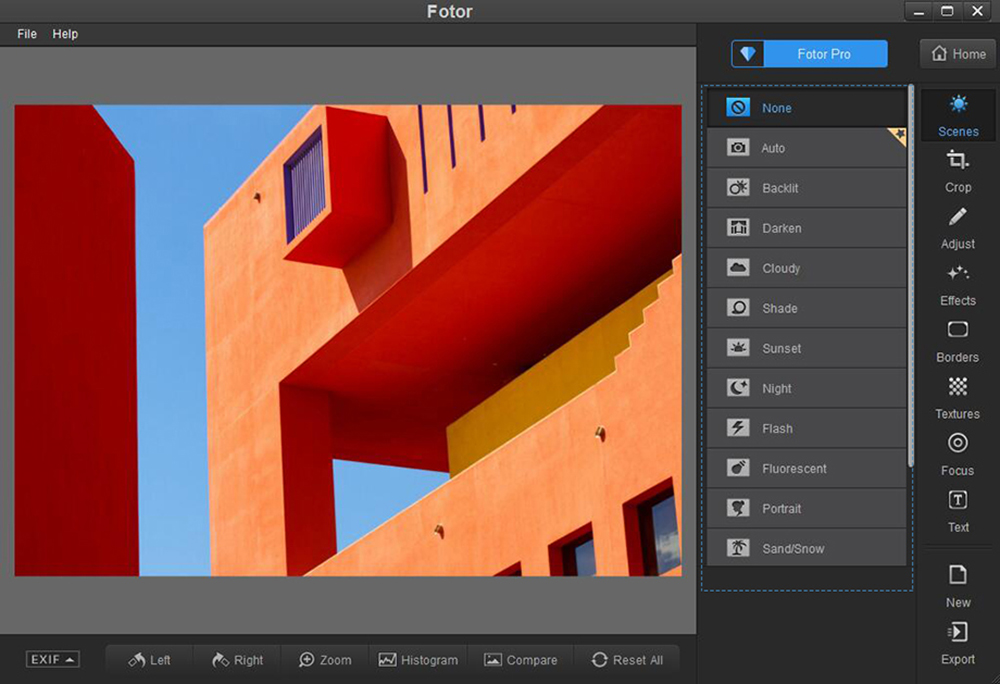 Fotor
File Help
Fotor Pro
Home
None
Auto
Backlit
Darken
Cloudy
Shade
Sunset
Night
Flash
Fluorescent
Portrait
Sand/Snow
Scenes
Crop
Adjust
Effects
Borders
Textures
Focus
T
Text
New
Export
EXIF
Left
Right
Zoom
Histogram
Compare
Reset All